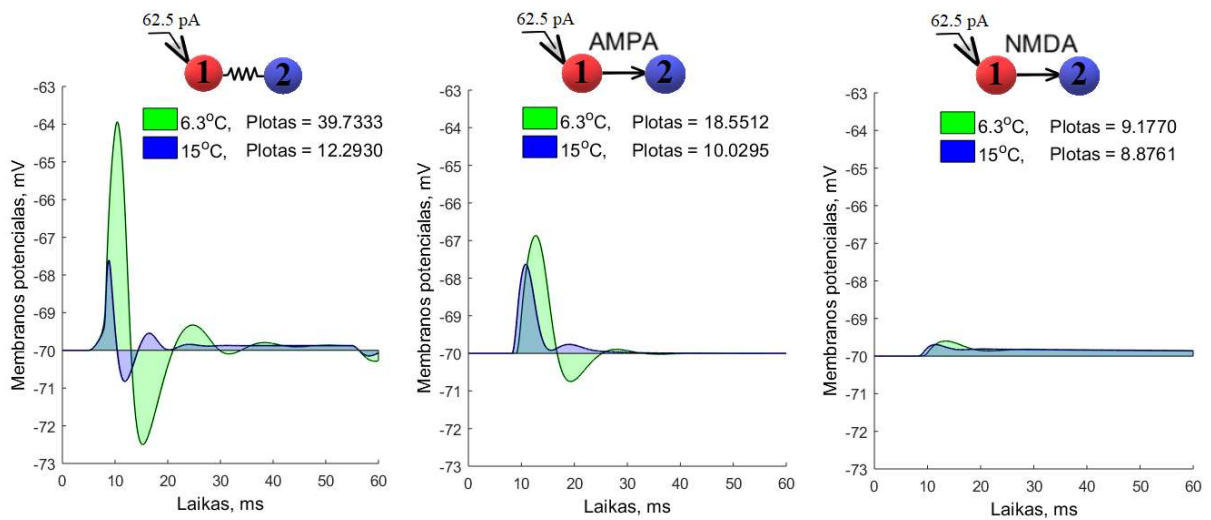 62.5 pA
1 2
-63
-64
-65
-66
-67
-68
-69
-70
-71
-72
-73
Membranos potencialas, mV
6.3°C, Plotas = 39.7333
15°C, Plotas = 12.2930
0 10 20 30 40 50 60
Laikas, ms
62.5 pA
AMPA
1 2
-63
-64
-65
-66
-67
-68
-69
-70
-71
-72
-73
Membranos potencialas, mV
6.3°C, Plotas = 18.5512
15°C, Plotas = 10.0295
0 10 20 30 40 50 60
Laikas, ms
62.5 pA
NMDA
1 2
-63
-64
-65
-66
-67
-68
-69
-70
-71
-72
-73
Membranos potencialas, mV
6.3°C, Plotas = 9.1770
15°C, Plotas = 8.8761
0 10 20 30 40 50 60
Laikas, ms